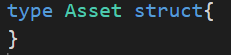 type Asset struct{
}